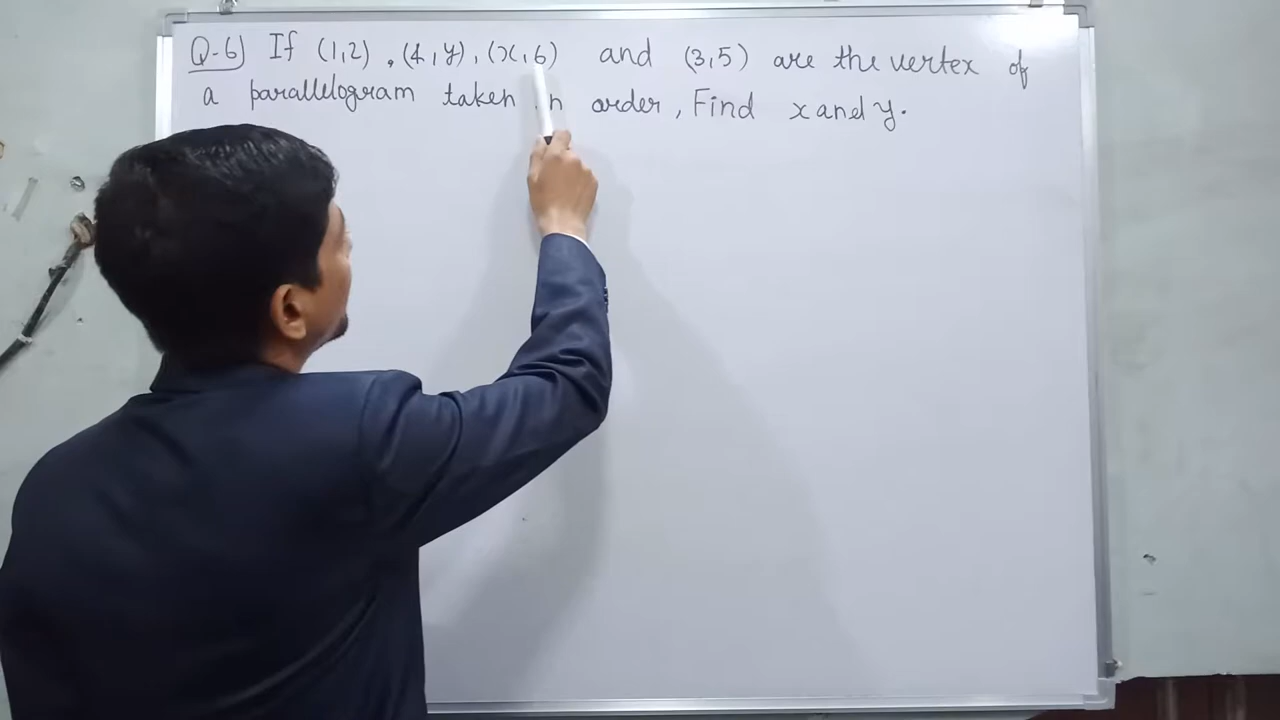 Q-6) If (1,2) , (4,y), (x,6) and (3,5) are the vertex of
a parallelogram taken in order, Find x and y.